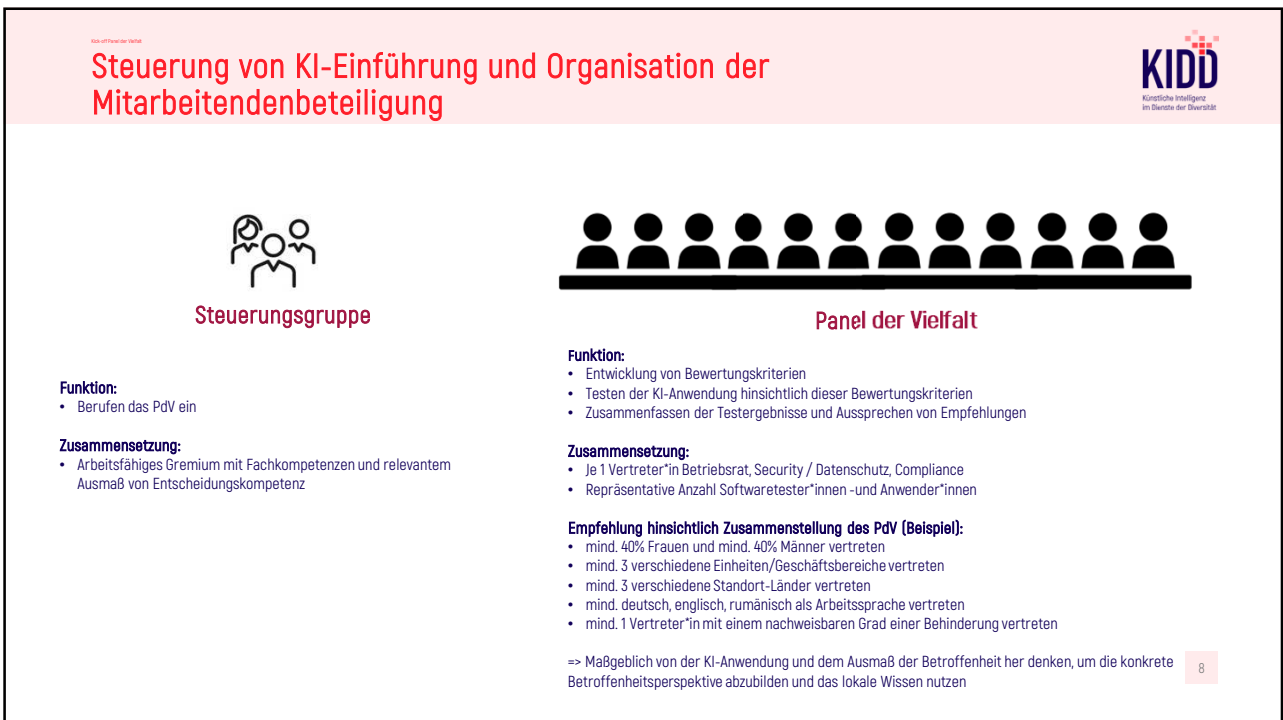 Kick-off Panel der Vielfalt
Steuerung von KI-Einführung und Organisation der
Mitarbeitendenbeteiligung
KIDD
Künstliche Intelligenz
im Dienste der Diversität
Steuerungsgruppe
Funktion:
• Berufen das PdV ein
Zusammensetzung:
• Arbeitsfähiges Gremium mit Fachkompetenzen und relevantem
Ausmaß von Entscheidungskompetenz
Panel der Vielfalt
Funktion:
• Entwicklung von Bewertungskriterien
• Testen der KI-Anwendung hinsichtlich dieser Bewertungskriterien
• Zusammenfassen der Testergebnisse und Aussprechen von Empfehlungen
Zusammensetzung:
• Je 1 Vertreter*in Betriebsrat, Security / Datenschutz, Compliance
• Repräsentative Anzahl Softwaretester*innen -und Anwender*innen
Empfehlung hinsichtlich Zusammenstellung des PdV (Beispiel):
• mind. 40% Frauen und mind. 40% Männer vertreten
• mind. 3 verschiedene Einheiten/Geschäftsbereiche vertreten
• mind. 3 verschiedene Standort-Länder vertreten
• mind. deutsch, englisch, rumänisch als Arbeitssprache vertreten
• mind. 1 Vertreter*in mit einem nachweisbaren Grad einer Behinderung vertreten
=> Maßgeblich von der KI-Anwendung und dem Ausmaß der Betroffenheit her denken, um die konkrete
Betroffenheitsperspektive abzubilden und das lokale Wissen nutzen
8